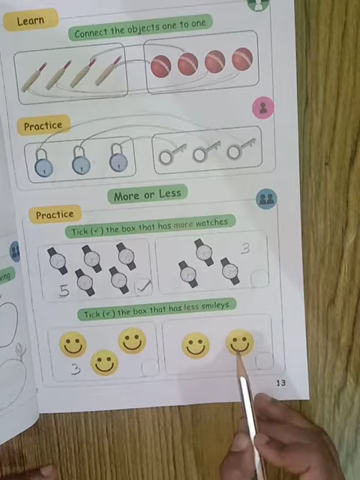 Learn
Connect the objects one to one
Practice
More or Less
Practice
Tick (✓) the box that has more watches
5 ✓ 3
Tick (✓) the box that has less smileys.
3
13